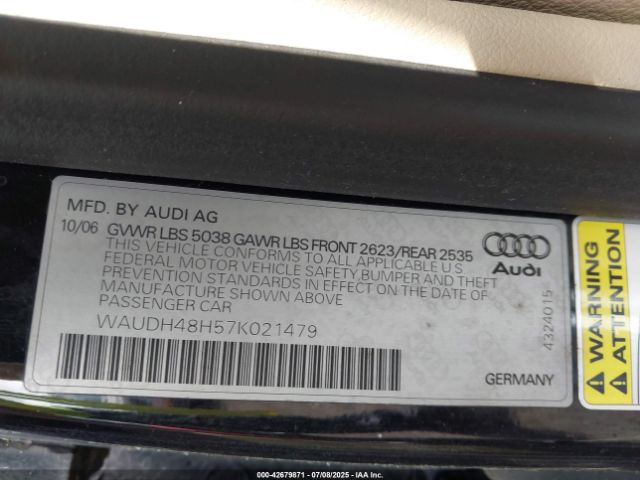 MFD. BY AUDI AG
10/06 GVWR LBS 5038 GAWR LBS FRONT 2623/REAR 2535
THIS VEHICLE CONFORMS TO ALL APPLICABLE U.S.
FEDERAL MOTOR VEHICLE SAFETY,BUMPER AND THEFT
PREVENTION STANDARDS IN EFFECT ON THE DATE OF
MANUFACTURE SHOWN ABOVE
PASSENGER CAR
WAUDH48H57K021479
Audi
4324015
GERMANY
WARNING
ATTENTION
000-42679871 07/08/2025 IAA Inc.